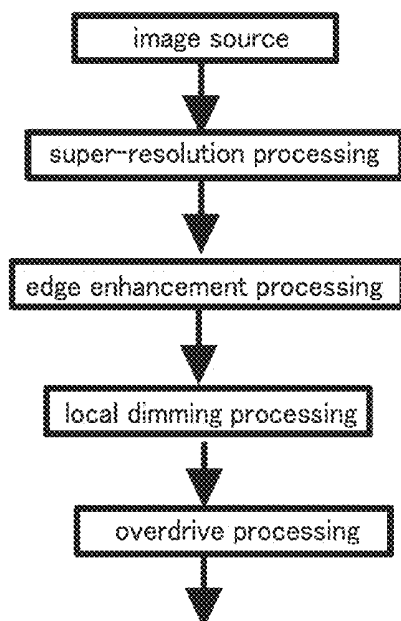 image source
super-resolution processing
edge enhancement processing
local dimming processing
overdrive processing